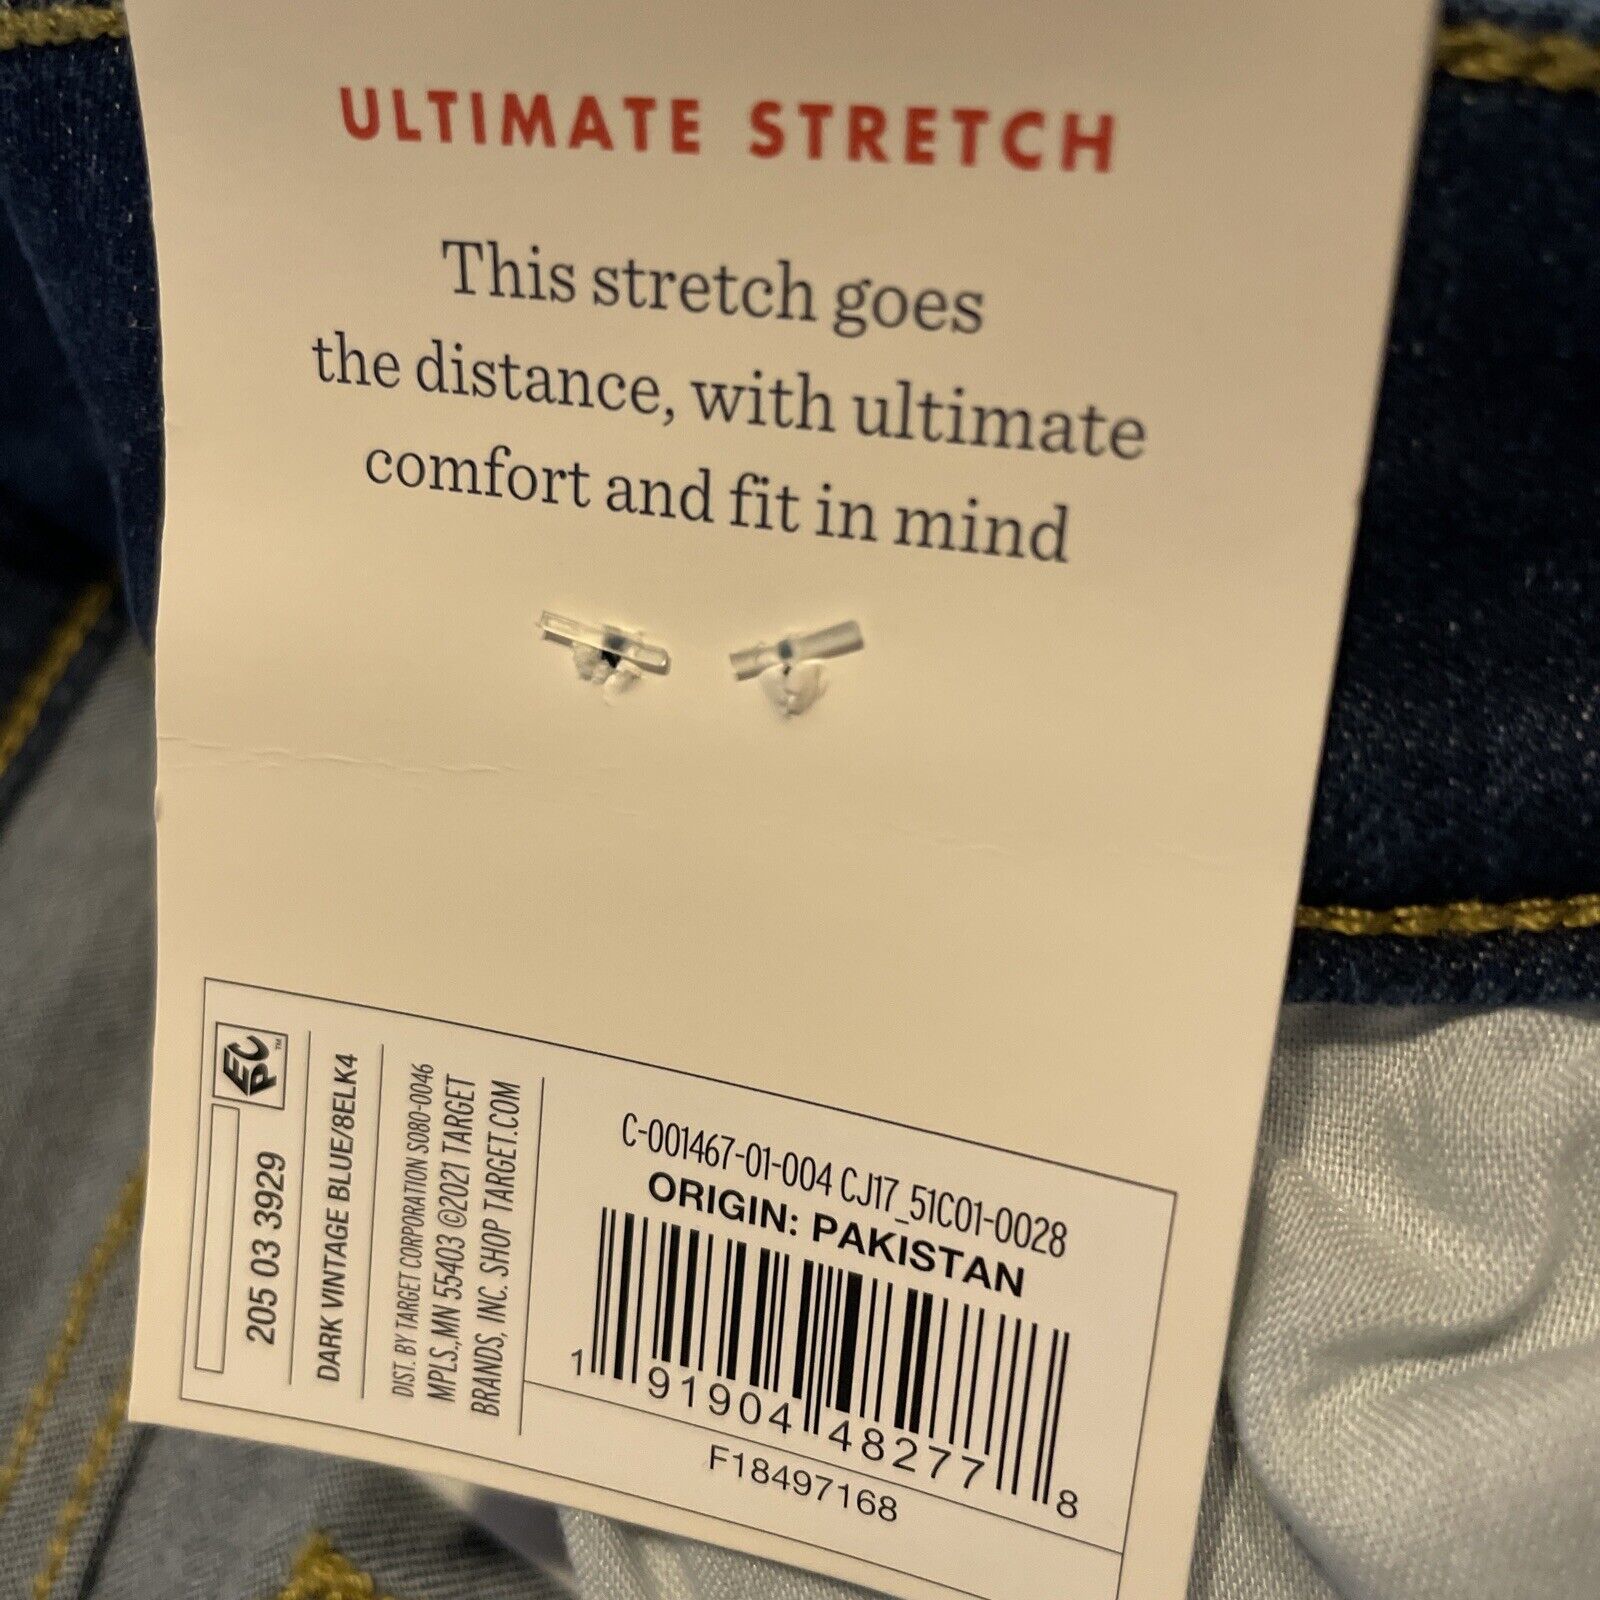 ULTIMATE STRETCH
This stretch goes
the distance, with ultimate
comfort and fit in mind
EPC™
205 03 3929
DARK VINTAGE BLUE/8ELK4
DIST. BY TARGET CORPORATION S080-0046
MPLS.,MN 55403 ©2021 TARGET
BRANDS, INC. SHOP TARGET.COM
C-001467-01-004 CJ17_51C01-0028
ORIGIN: PAKISTAN
1 91904 48277 8
F18497168